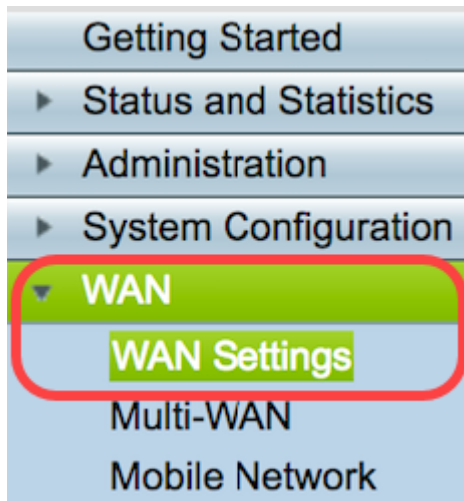 Getting Started
Status and Statistics
Administration
System Configuration
WAN
WAN Settings
Multi-WAN
Mobile Network